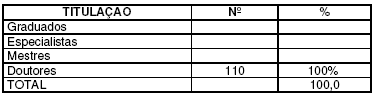 TITULAÇAO Nº %
Graduados
Especialistas
Mestres
Doutores 110 100%
TOTAL 100,0